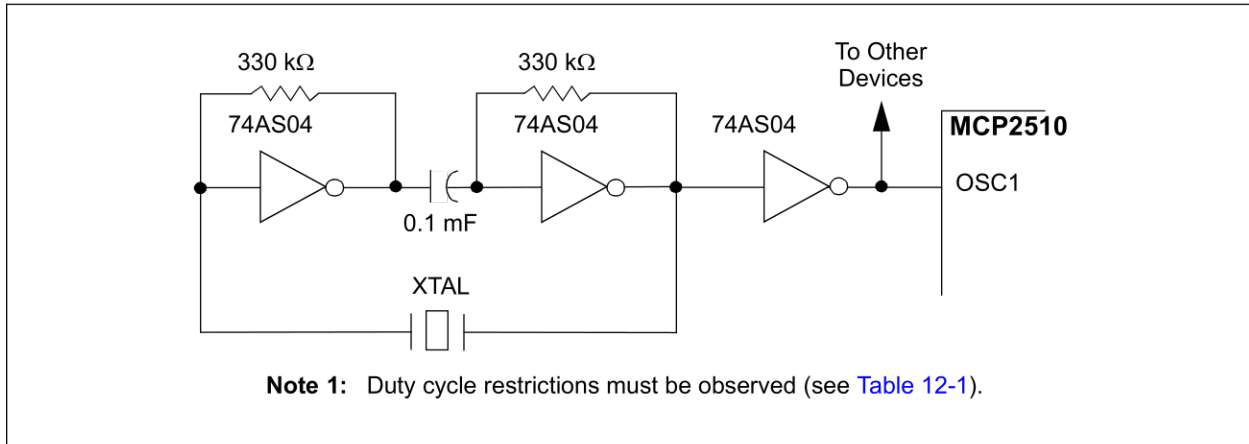 330 kΩ
330 kΩ
To Other
Devices
74AS04
74AS04
74AS04
MCP2510
OSC1
0.1 mF
XTAL
Note 1: Duty cycle restrictions must be observed (see Table 12-1).